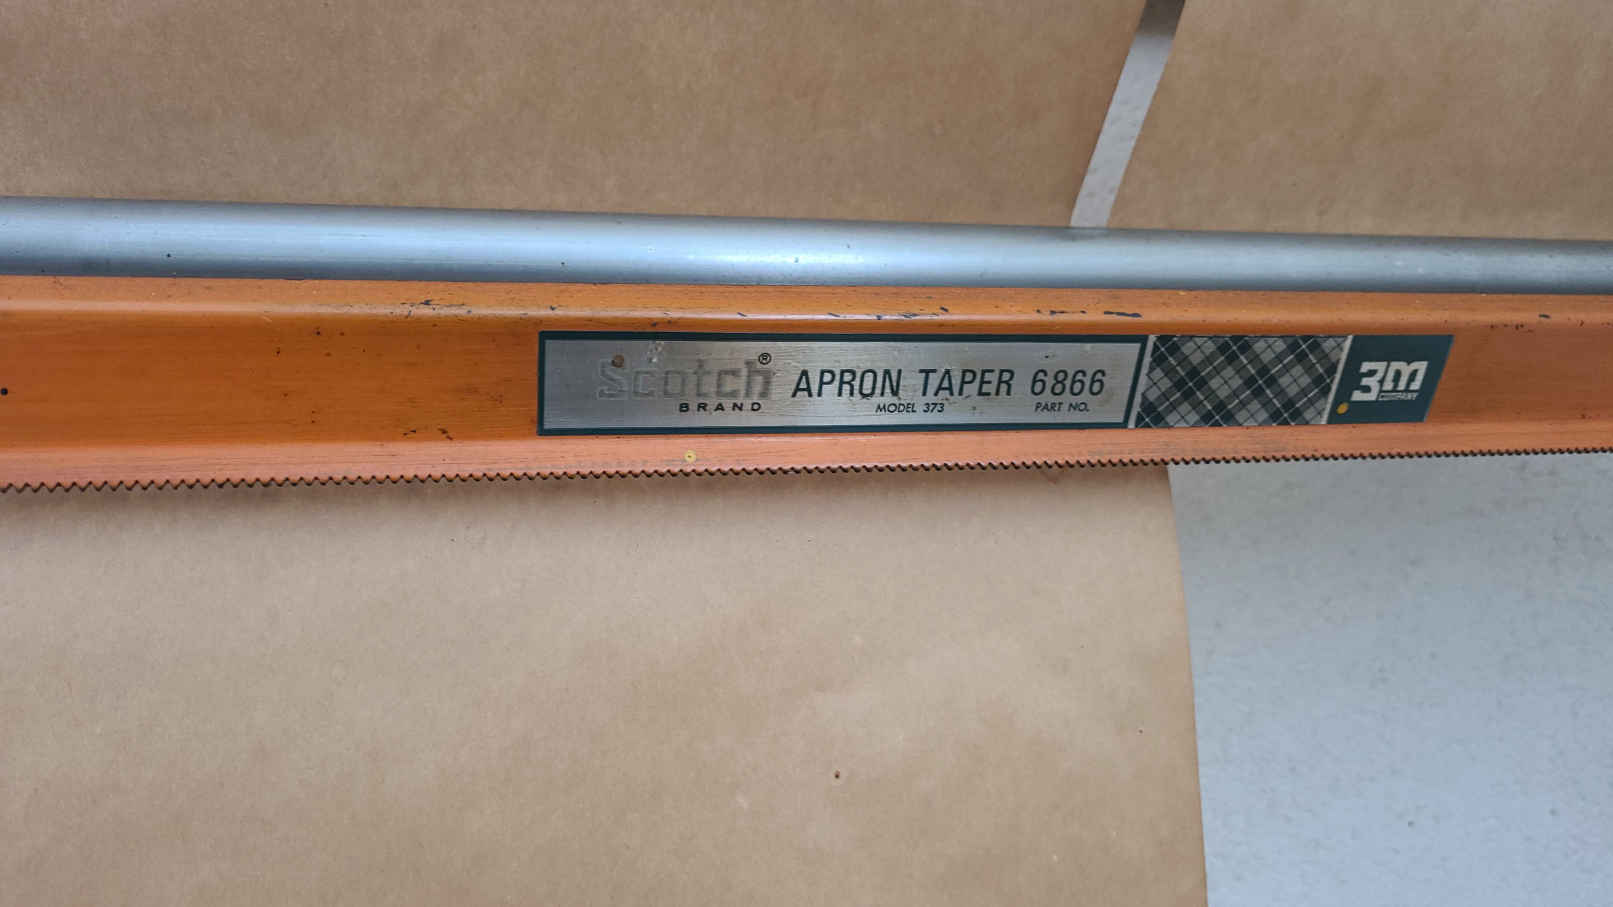 Scotch® APRON TAPER 6866
BRAND MODEL 373 PART NO.
3M
COMPANY